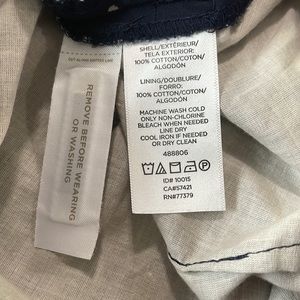 CUT ALONG DOTTED LINE
REMOVE BEFORE WEARING
OR WASHING
SHELL/EXTÉRIEUR/
TELA EXTERIOR:
100% COTTON/COTON/
ALGODÓN
LINING/DOUBLURE/
FORRO:
100% COTTON/COTON/
ALGODÓN
MACHINE WASH COLD
ONLY NON-CHLORINE
BLEACH WHEN NEEDED
LINE DRY
COOL IRON IF NEEDED
OR DRY CLEAN
488806
ID# 10015
CA#57421
RN#77379